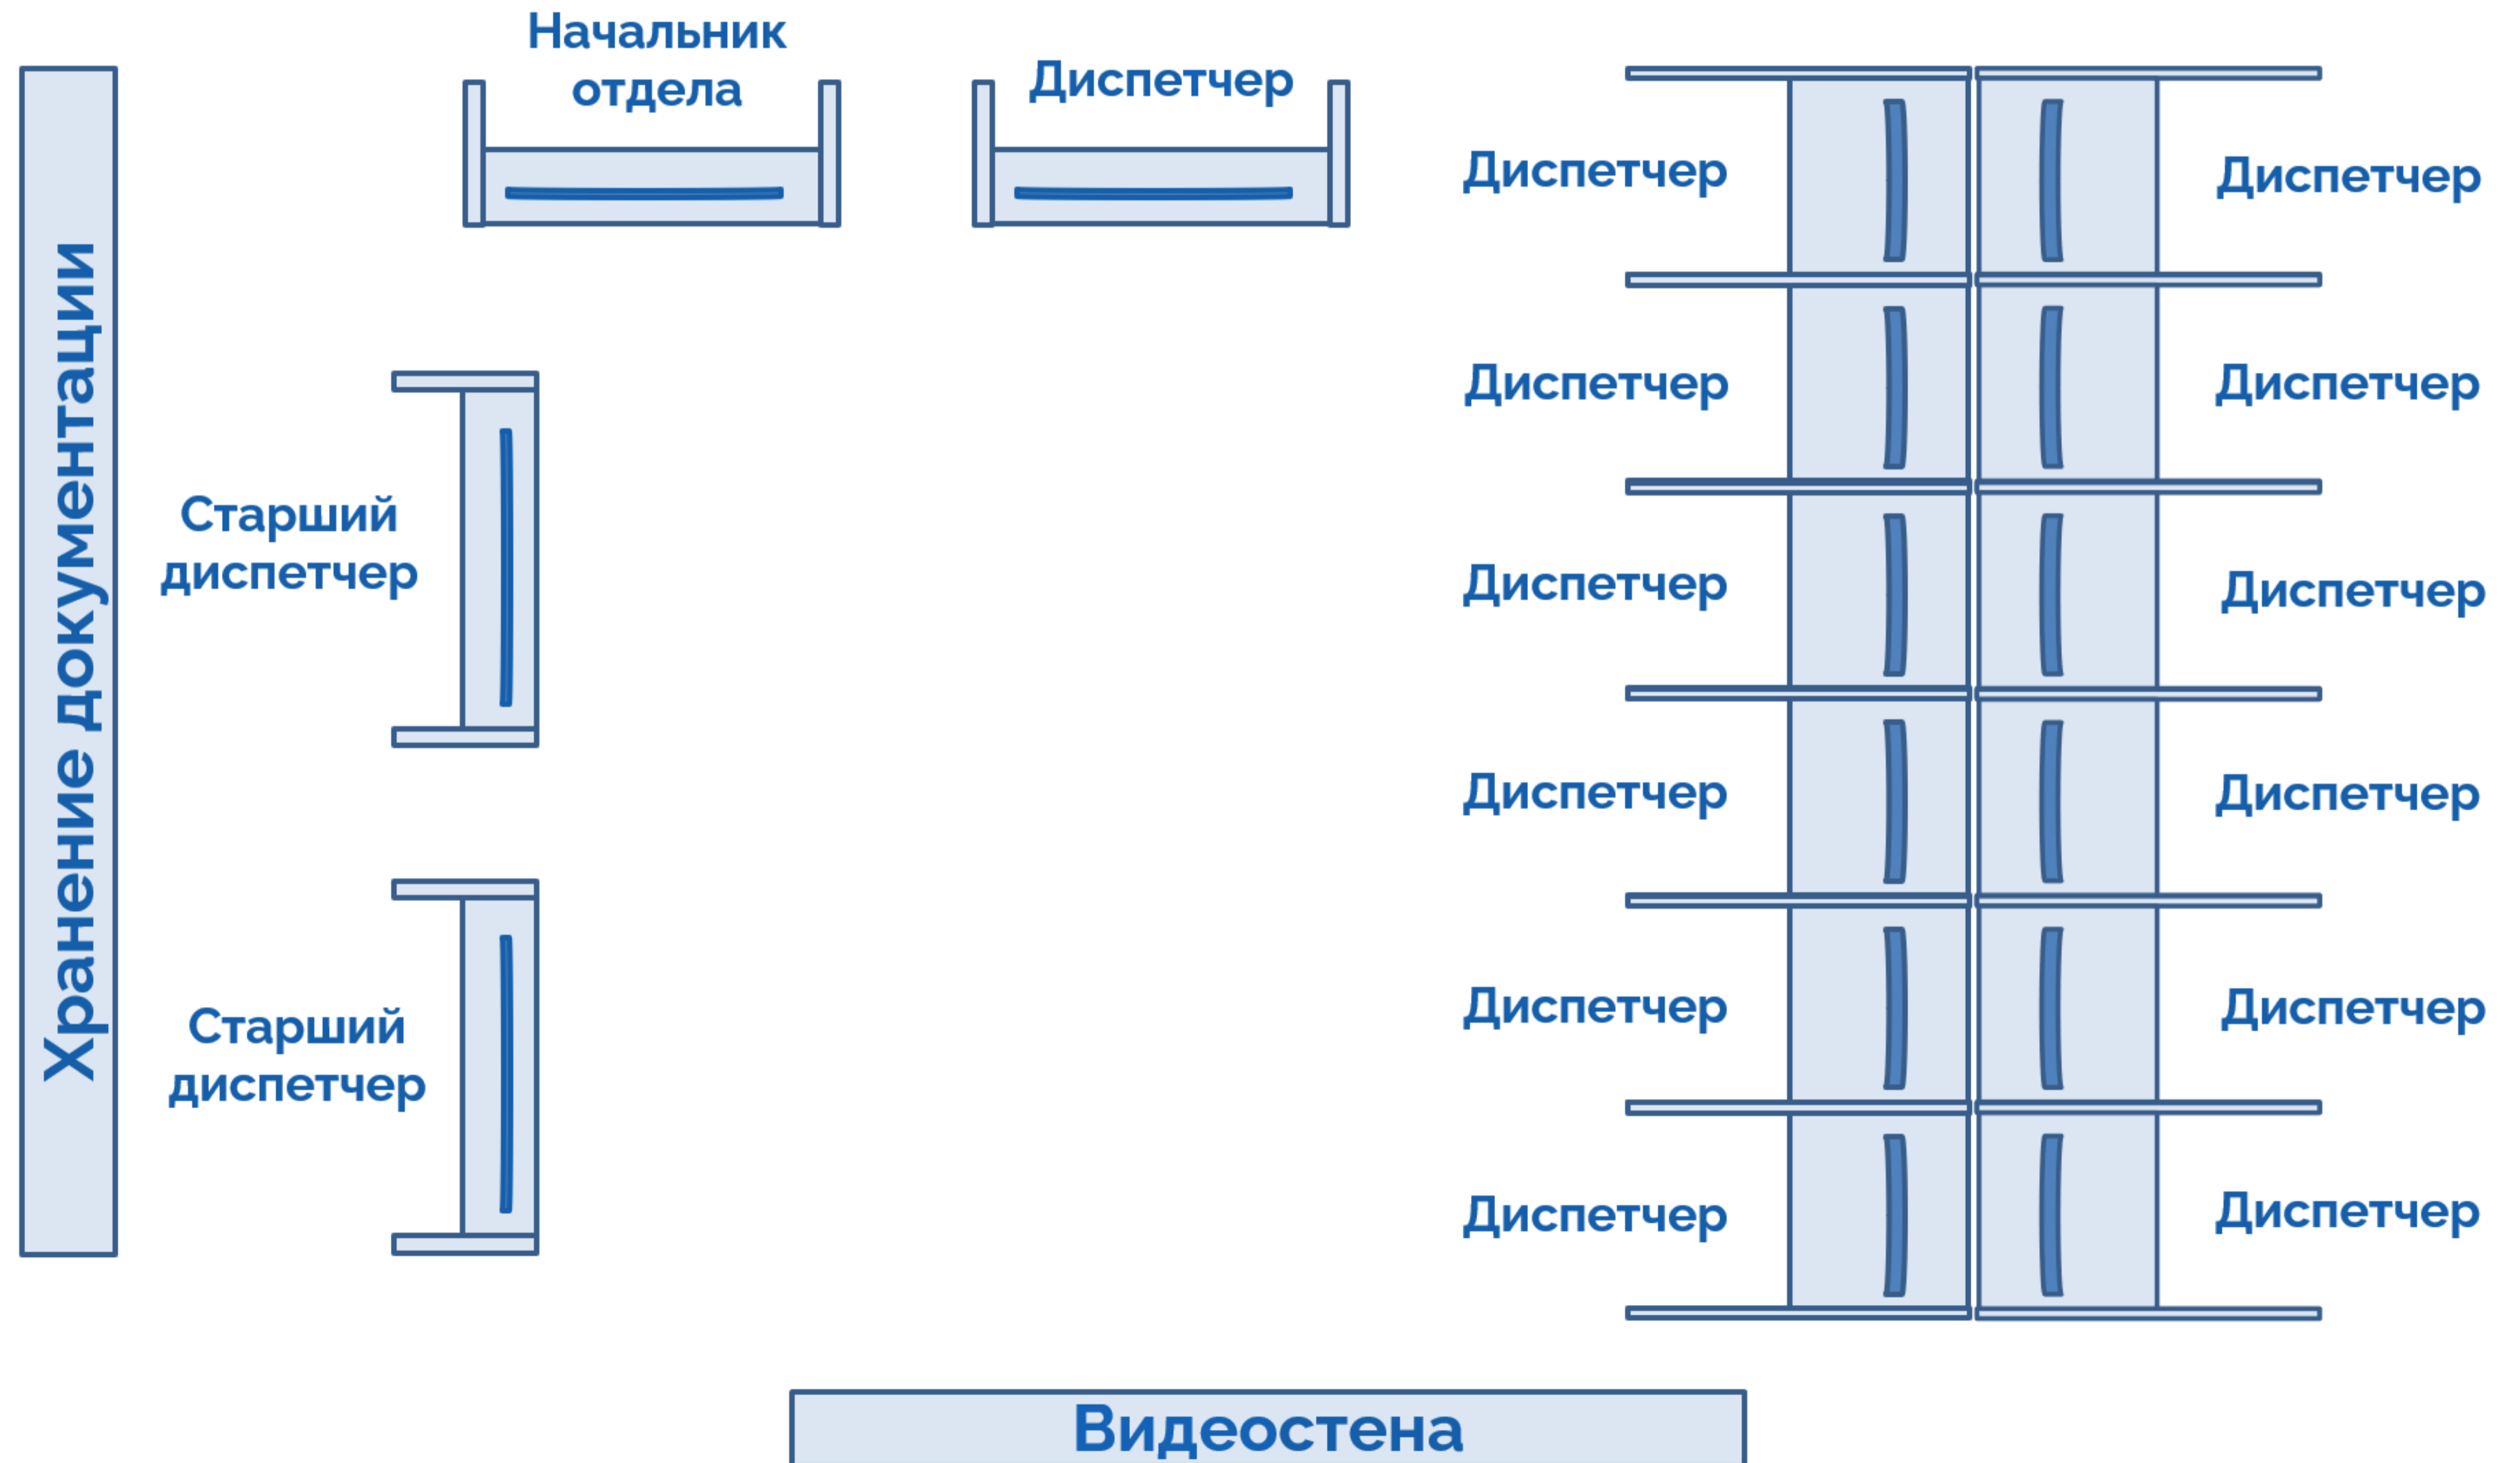 Начальник
отдела
Диспетчер
Хранение документации
Старший
диспетчер
Старший
диспетчер
Диспетчер
Диспетчер
Диспетчер
Диспетчер
Диспетчер
Диспетчер
Диспетчер
Диспетчер
Диспетчер
Диспетчер
Диспетчер
Диспетчер
Видеостена